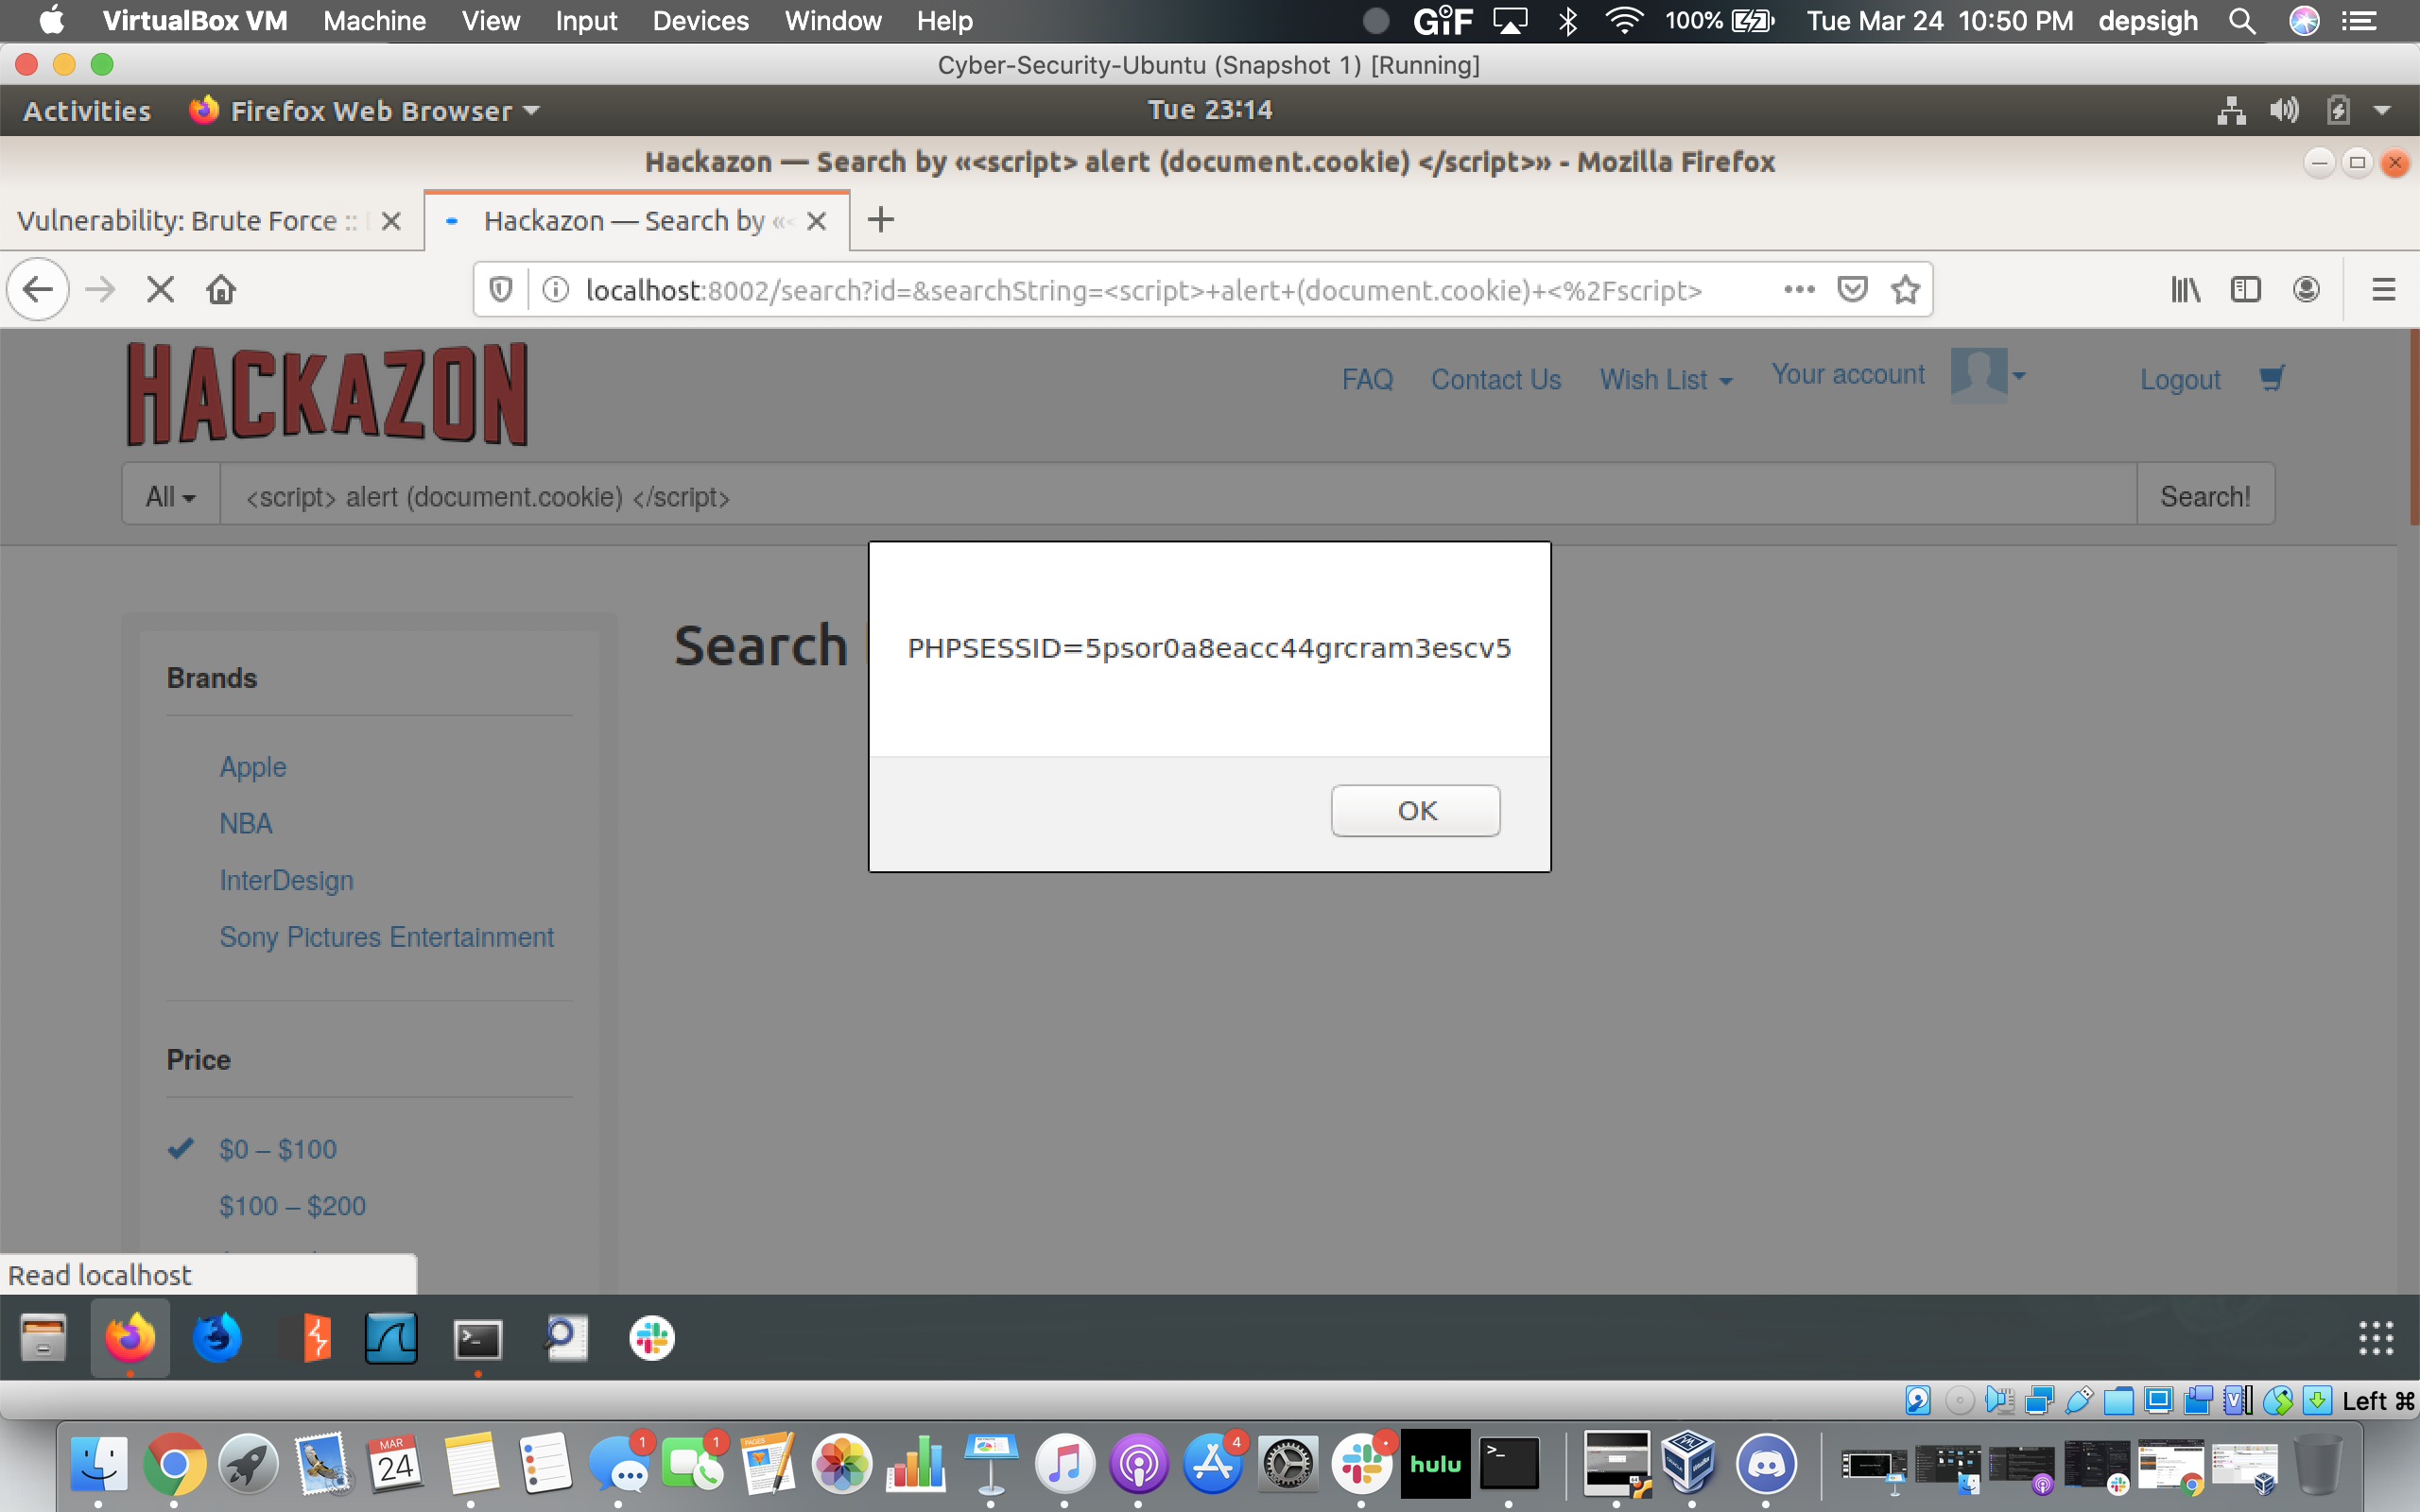 VirtualBox VM Machine View Input Devices Window Help GIF 100% Tue Mar 24 10:50 PM depsigh
Cyber-Security-Ubuntu (Snapshot 1) [Running]
Activities Firefox Web Browser Tue 23:14
Hackazon — Search by «<script> alert (document.cookie) </script>» - Mozilla Firefox
Vulnerability: Brute Force :: Hackazon — Search by «<
localhost:8002/search?id=&searchString=<script>+alert+(document.cookie)+<%2Fscript>
HACKAZON
FAQ Contact Us Wish List Your account Logout
All <script> alert (document.cookie) </script> Search!
Search
PHPSESSID=5psor0a8eacc44grcram3escv5
OK
Brands
Apple
NBA
InterDesign
Sony Pictures Entertainment
Price
$0 – $100
$100 – $200
Read localhost
Left ⌘
MAR
24
1
1
PAGES
4
hulu